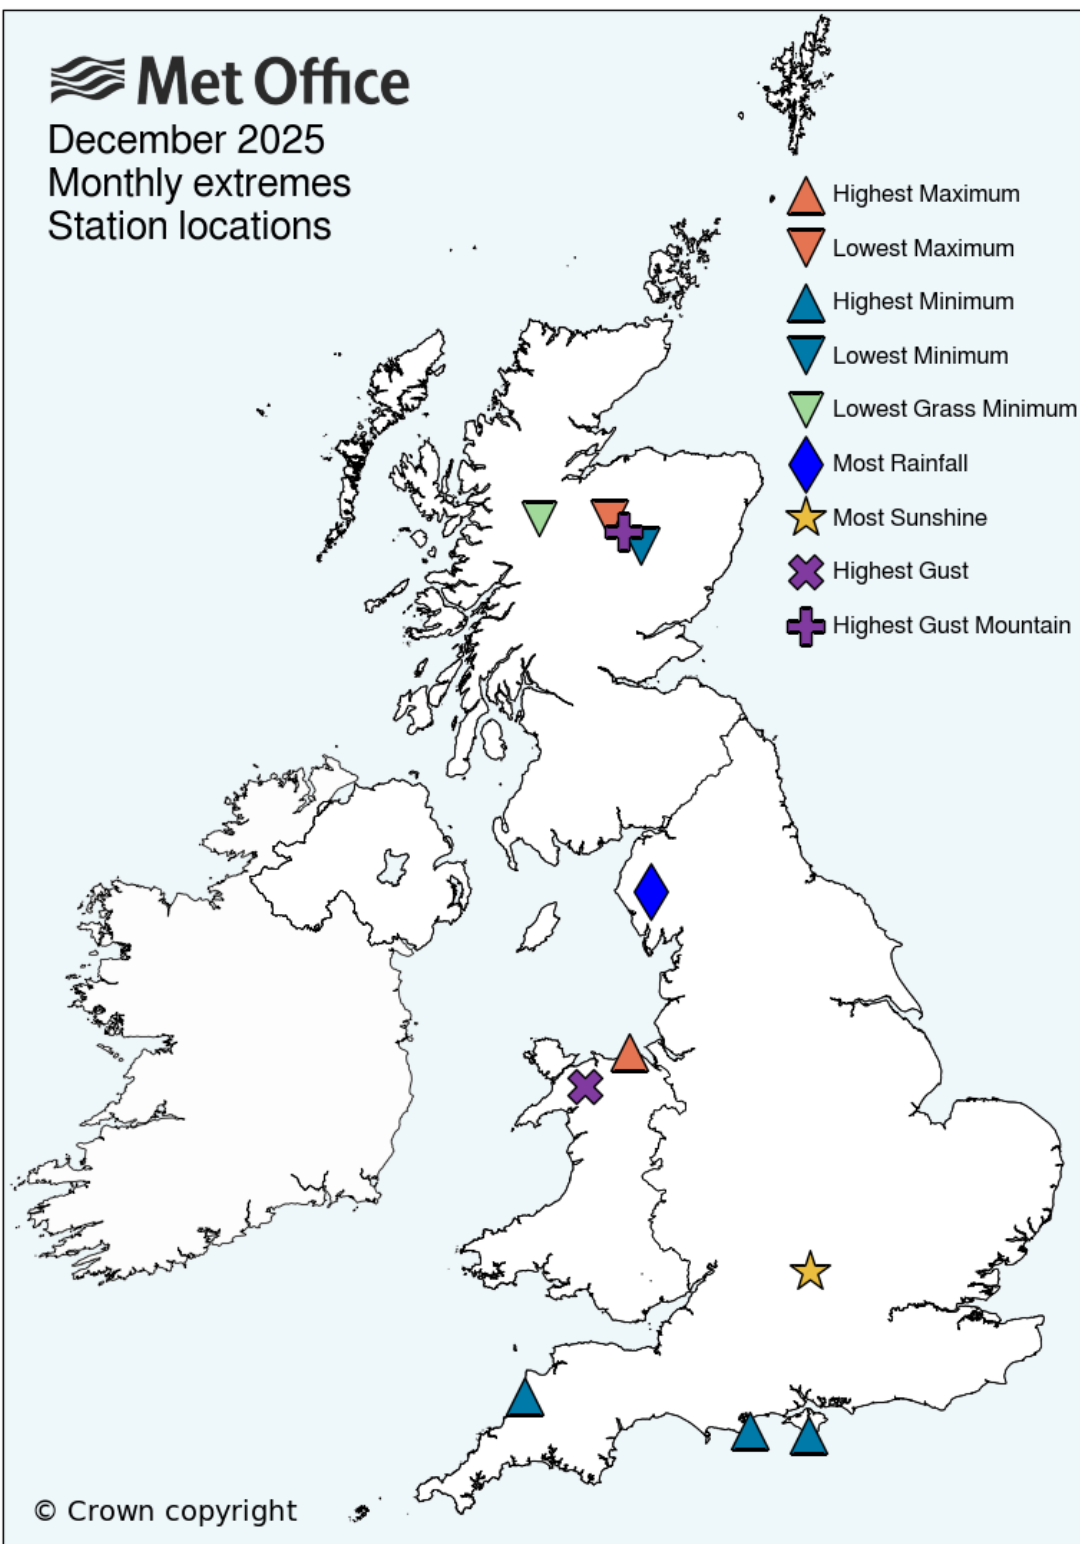 Met Office
December 2025
Monthly extremes
Station locations
Highest Maximum
Lowest Maximum
Highest Minimum
Lowest Minimum
Lowest Grass Minimum
Most Rainfall
Most Sunshine
Highest Gust
Highest Gust Mountain
© Crown copyright